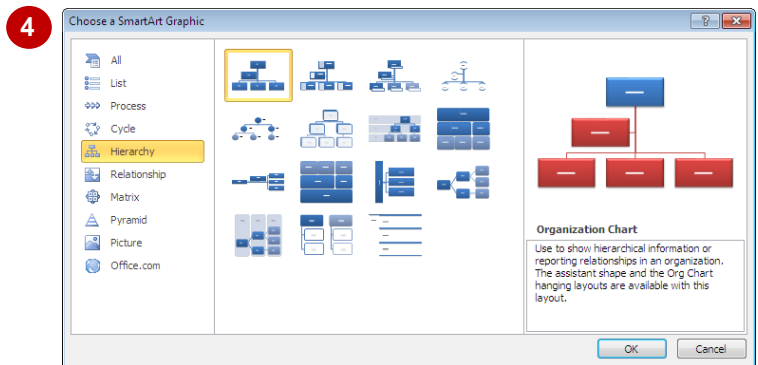 4
Choose a SmartArt Graphic
All
List
Process
Cycle
Hierarchy
Relationship
Matrix
Pyramid
Picture
Office.com
Organization Chart
Use to show hierarchical information or
reporting relationships in an organization.
The assistant shape and the Org Chart
hanging layouts are available with this
layout.
OK
Cancel